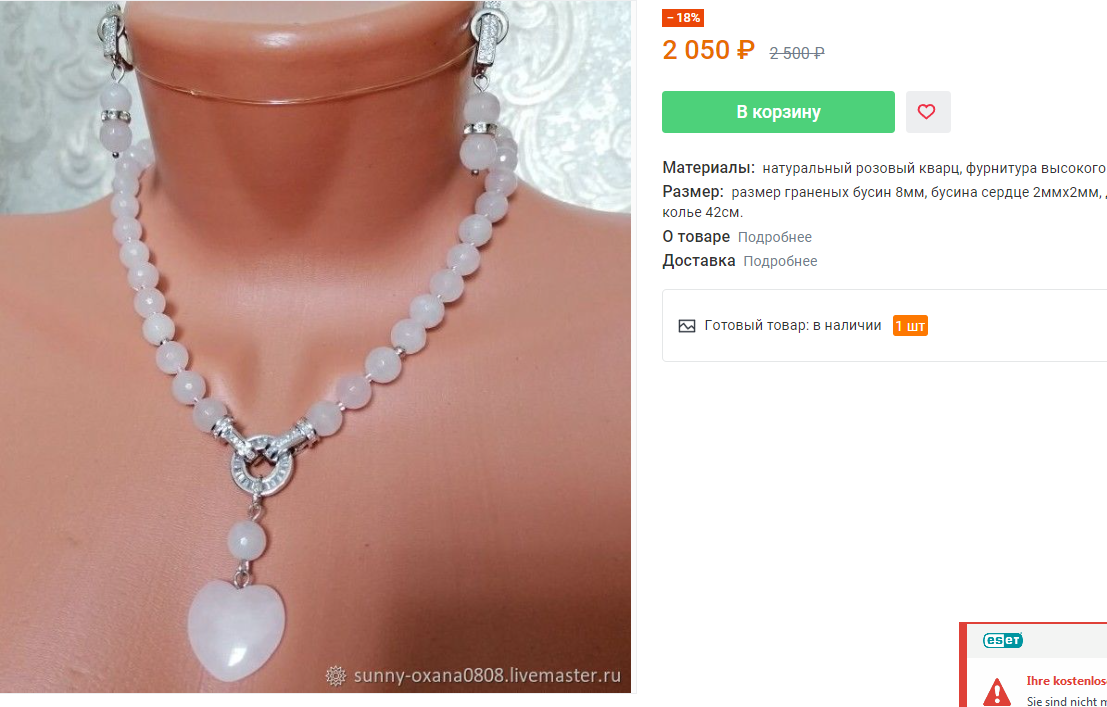 – 18%
2 050 ₽ 2 500 ₽
В корзину
Материалы: натуральный розовый кварц, фурнитура высокого
Размер: размер граненых бусин 8мм, бусина сердце 2ммх2мм,
колье 42см.
О товаре Подробнее
Доставка Подробнее
Готовый товар: в наличии 1 шт
sunny-oxana0808.livemaster.ru
eseT
Ihre kostenlose
Sie sind nicht m